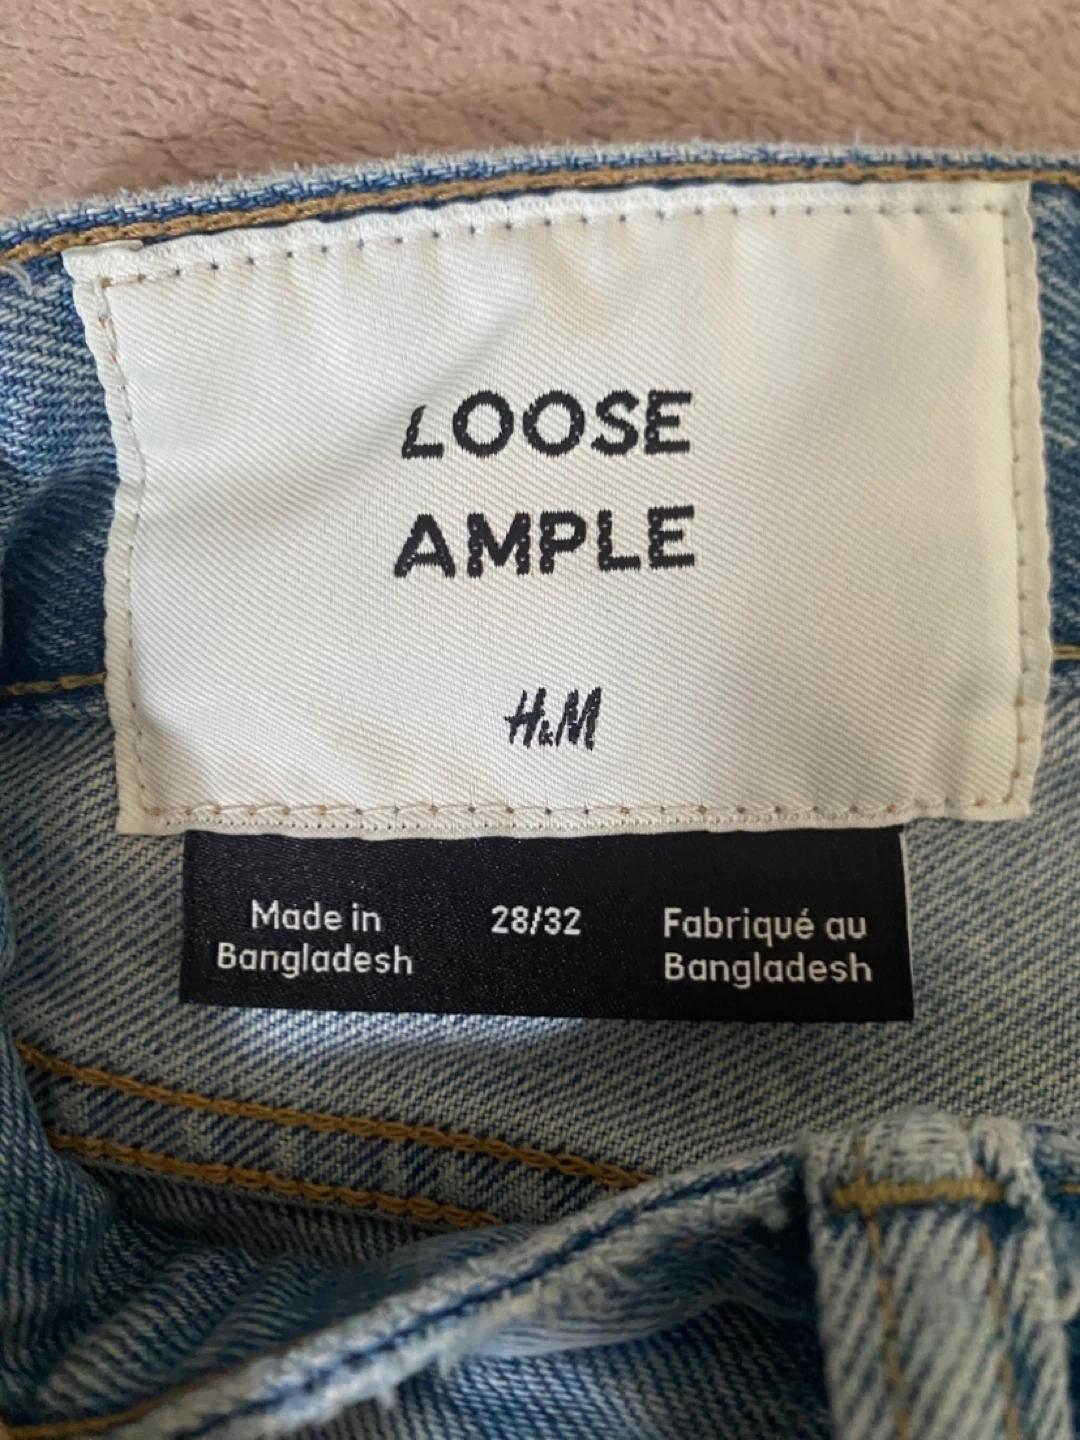 LOOSE
AMPLE
H&M
Made in
Bangladesh
28/32
Fabriqué au
Bangladesh